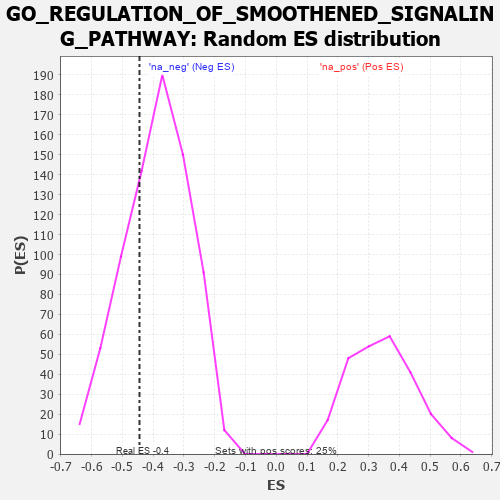 GO_REGULATION_OF_SMOOTHENED_SIGNALIN
G_PATHWAY: Random ES distribution
'na_neg' (Neg ES)
'na_pos' (Pos ES)
190
180
170
160
150
140
130
120
110
100
90
80
70
60
50
40
30
20
10
0
P(ES)
Real ES -0.4
Sets with pos scores: 25%
-0.7 -0.6 -0.5 -0.4 -0.3 -0.2 -0.1 0.0 0.1 0.2 0.3 0.4 0.5 0.6 0.7
ES